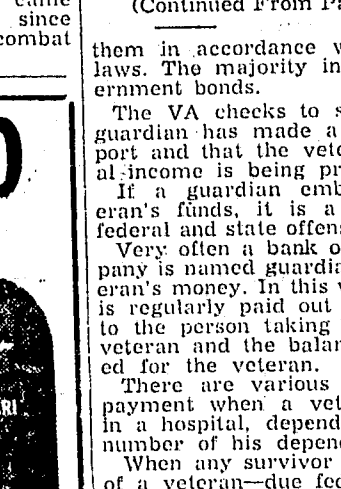 came
since
combat
(Continued From Pa
them in accordance w
laws. The majority in
ernment bonds.
The VA checks to s
guardian has made a
port and that the vete
al income is being pr
If a guardian emb
eran's funds, it is a
federal and state offens
Very often a bank o
pany is named guardia
eran's money. In this w
is regularly paid out
to the person taking
veteran and the balan
ed for the veteran.
There are various
payment when a vet
in a hospital, depend
number of his depend
When any survivor
of a veteran—due fed
ARI